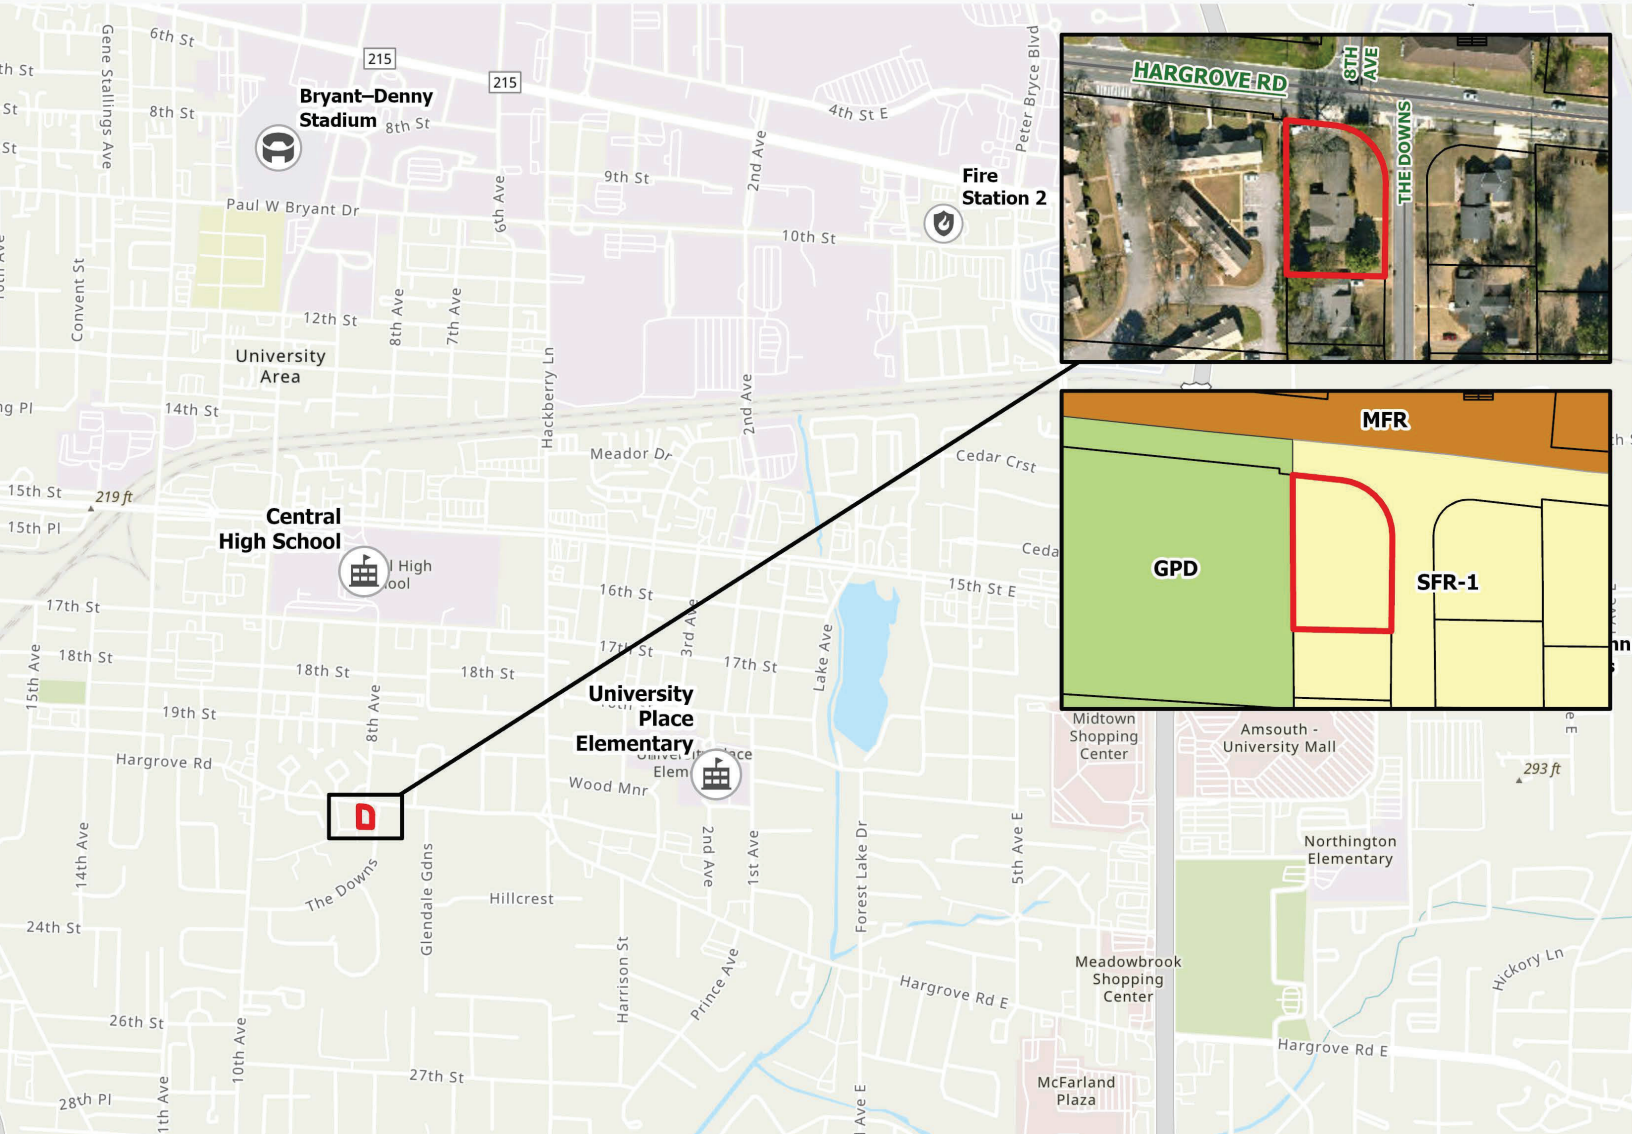 6th St
215
215
Gene Stallings Ave
8th St
Bryant–Denny
Stadium
8th St
4th St E
Peter Bryce Blvd
2nd Ave
9th St
6th Ave
Fire
Station 2
Paul W Bryant Dr
10th St
Convent St
12th St
8th Ave
7th Ave
University
Area
Hackberry Ln
2nd Ave
14th St
Meador Dr
Cedar Crst
15th St
219 ft
15th Pl
Central
High School
l High
ool
Ceda
15th St E
16th St
17th St
3rd Ave
17th St
17th St
Lake Ave
15th Ave
18th St
18th St
18th St
University
Place
Elementary
Elem
19th St
8th Ave
Hargrove Rd
Wood Mnr
HARGROVE RD
8TH
AVE
THE DOWNS
MFR
GPD
SFR-1
Midtown
Shopping
Center
Amsouth -
University Mall
293 ft
14th Ave
The Downs
Glendale Gdns
Hillcrest
2nd Ave
1st Ave
Forest Lake Dr
5th Ave E
Northington
Elementary
24th St
Harrison St
Prince Ave
Hargrove Rd E
Meadowbrook
Shopping
Center
Hickory Ln
26th St
10th Ave
27th St
28th Pl
Hargrove Rd E
McFarland
Plaza